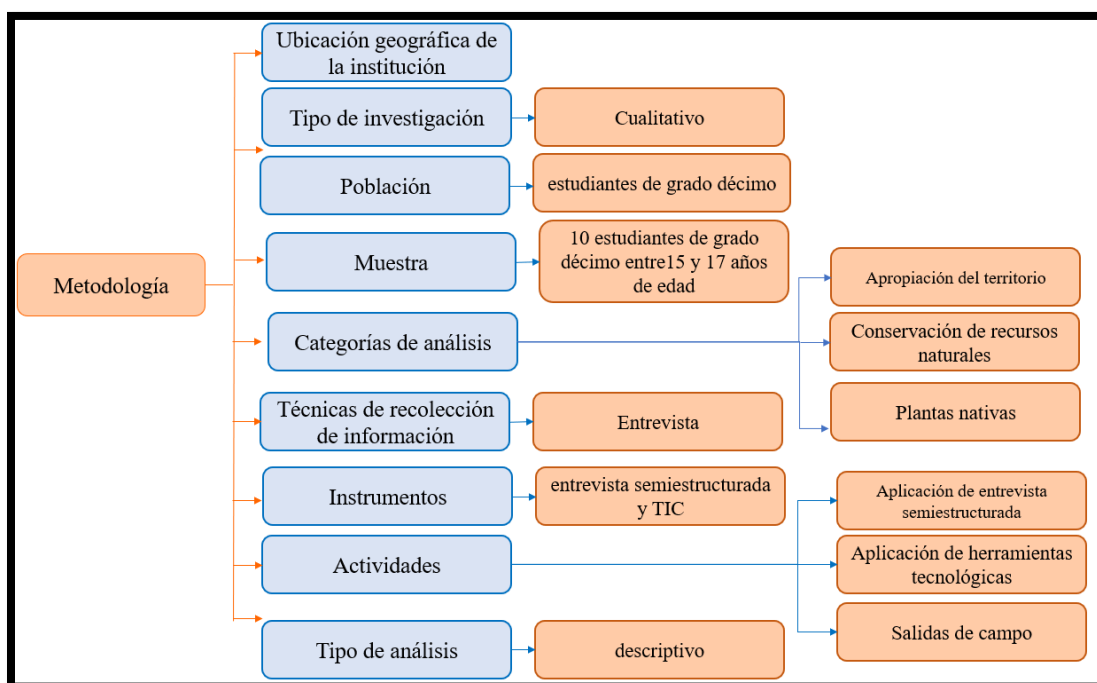 Metodología
Ubicación geográfica de
la institución
Tipo de investigación
Cualitativo
Población
estudiantes de grado décimo
Muestra
10 estudiantes de grado
décimo entre15 y 17 años
de edad
Categorías de análisis
Apropiación del territorio
Conservación de recursos
naturales
Plantas nativas
Técnicas de recolección
de información
Entrevista
Instrumentos
entrevista semiestructurada
y TIC
Actividades
Aplicación de entrevista
semiestructurada
Aplicación de herramientas
tecnológicas
Salidas de campo
Tipo de análisis
descriptivo